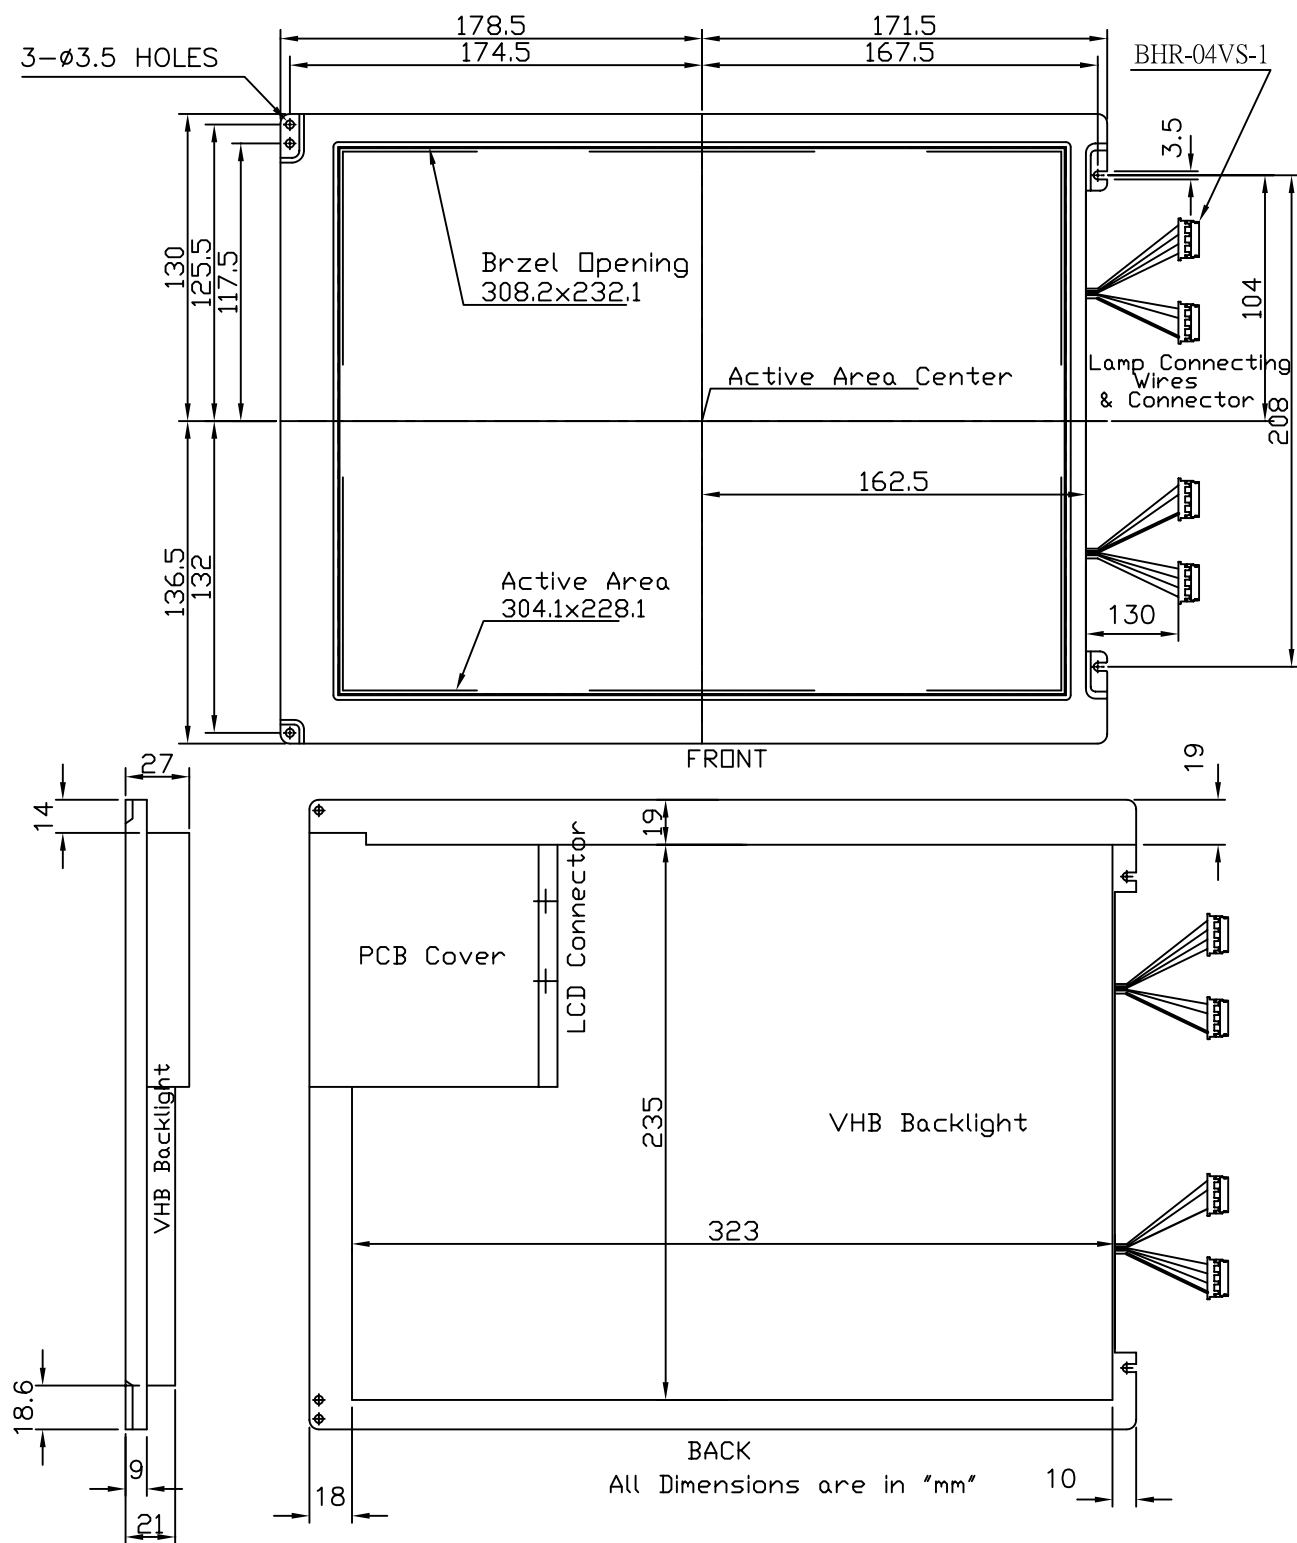 178.5
171.5
3-ø3.5 HOLES
174.5
167.5
BHR-04VS-1
3.5
130
125.5
117.5
Brzel Opening
308.2x232.1
104
Active Area Center
Lamp Connecting
Wires
& Connector
208
162.5
136.5
132
Active Area
304.1x228.1
130
FRONT
27
19
14
19
LCD Connector
PCB Cover
VHB Backlight
235
VHB Backlight
323
18.6
9
BACK
All Dimensions are in "mm"
18
10
21